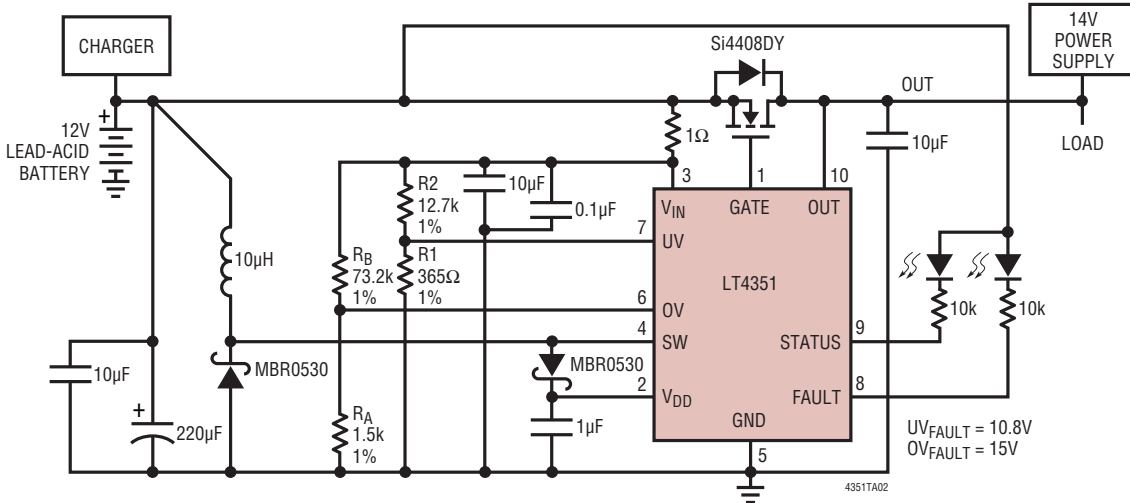 CHARGER
Si4408DY
14V
POWER
SUPPLY
OUT
+
12V
LEAD-ACID
BATTERY
1Ω
10µF
LOAD
R2
12.7k
1%
10µF
0.1µF
3
1
10
VIN
GATE
OUT
7
UV
10µH
RB
73.2k
1%
R1
365Ω
1%
LT4351
6
OV
10k
10k
4
SW
STATUS
9
10µF
MBR0530
MBR0530
2
VDD
FAULT
8
+
220µF
RA
1.5k
1%
1µF
GND
5
UVFAULT = 10.8V
OVFAULT = 15V
4351TA02